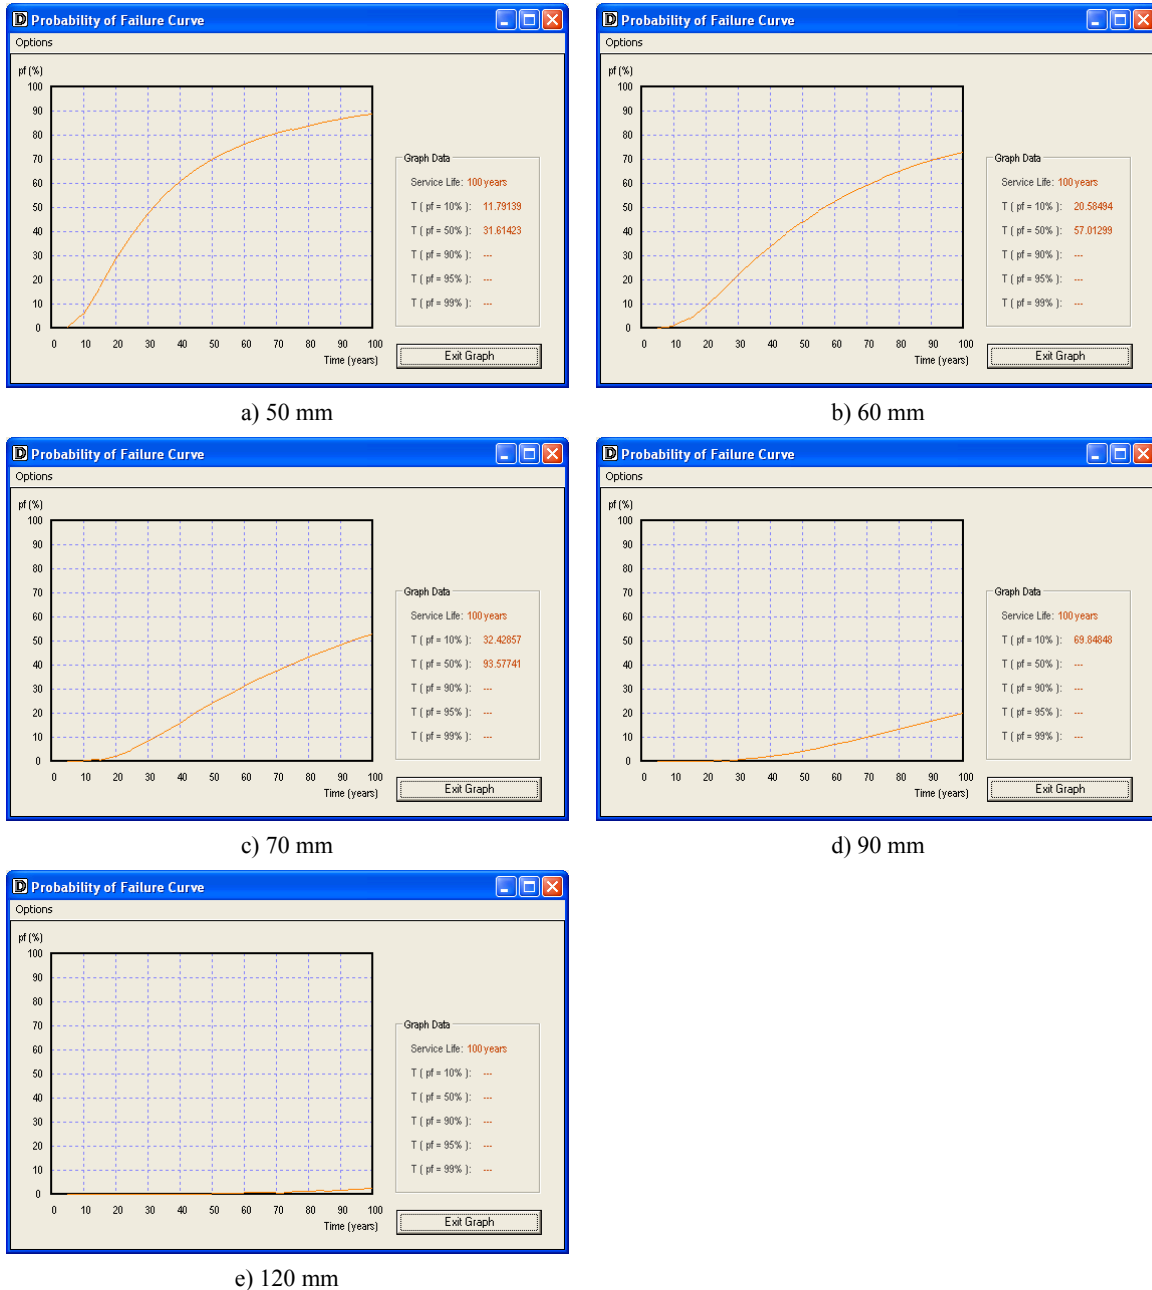 Probability of Failure Curve
Options
pf (%)
100
90
80
70
60
50
40
30
20
10
0
0 10 20 30 40 50 60 70 80 90 100
Time (years)
Graph Data
Service Life: 100 years
T ( pf = 10% ): 11.79139
T ( pf = 50% ): 31.61423
T ( pf = 90% ): ---
T ( pf = 95% ): ---
T ( pf = 99% ): ---
Exit Graph
a) 50 mm
Probability of Failure Curve
Options
pf (%)
100
90
80
70
60
50
40
30
20
10
0
0 10 20 30 40 50 60 70 80 90 100
Time (years)
Graph Data
Service Life: 100 years
T ( pf = 10% ): 20.58494
T ( pf = 50% ): 57.01299
T ( pf = 90% ): ---
T ( pf = 95% ): ---
T ( pf = 99% ): ---
Exit Graph
b) 60 mm
Probability of Failure Curve
Options
pf (%)
100
90
80
70
60
50
40
30
20
10
0
0 10 20 30 40 50 60 70 80 90 100
Time (years)
Graph Data
Service Life: 100 years
T ( pf = 10% ): 32.42857
T ( pf = 50% ): 93.57741
T ( pf = 90% ): ---
T ( pf = 95% ): ---
T ( pf = 99% ): ---
Exit Graph
c) 70 mm
Probability of Failure Curve
Options
pf (%)
100
90
80
70
60
50
40
30
20
10
0
0 10 20 30 40 50 60 70 80 90 100
Time (years)
Graph Data
Service Life: 100 years
T ( pf = 10% ): 69.84848
T ( pf = 50% ): ---
T ( pf = 90% ): ---
T ( pf = 95% ): ---
T ( pf = 99% ): ---
Exit Graph
d) 90 mm
Probability of Failure Curve
Options
pf (%)
100
90
80
70
60
50
40
30
20
10
0
0 10 20 30 40 50 60 70 80 90 100
Time (years)
Graph Data
Service Life: 100 years
T ( pf = 10% ): ---
T ( pf = 50% ): ---
T ( pf = 90% ): ---
T ( pf = 95% ): ---
T ( pf = 99% ): ---
Exit Graph
e) 120 mm